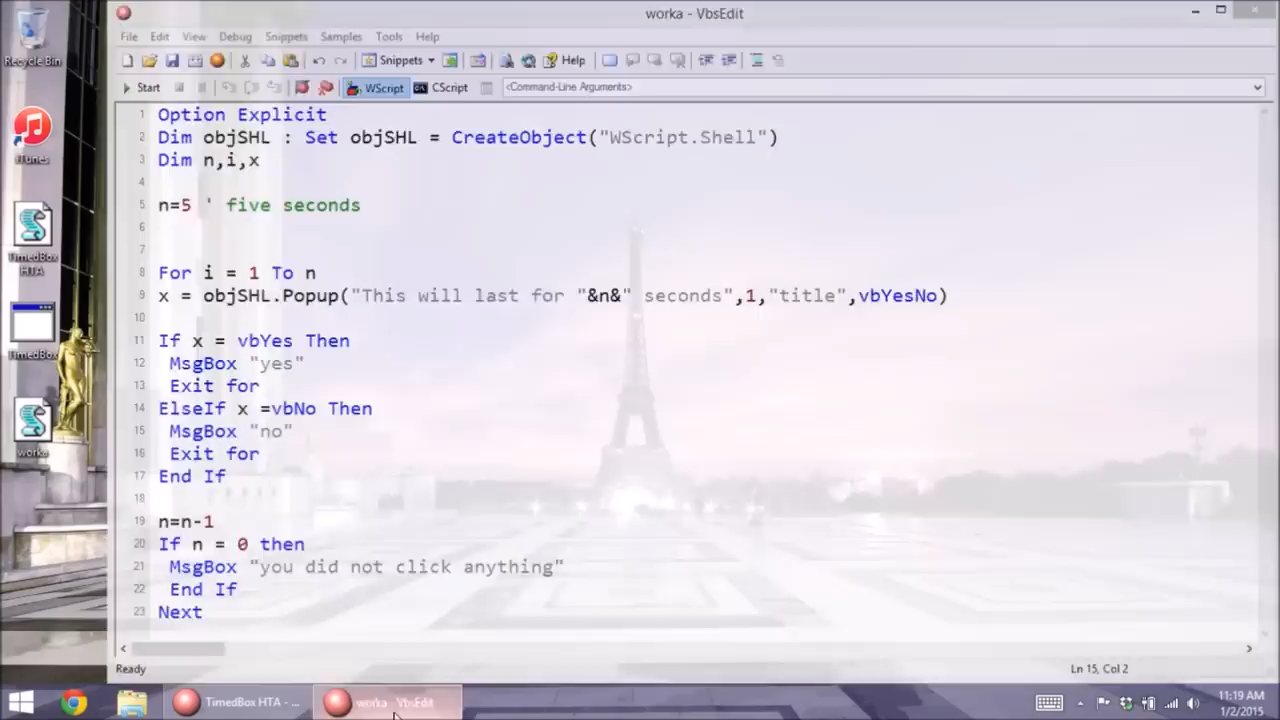 worka - VbsEdit
Recycle Bin
File Edit View Debug Snippets Samples Tools Help
Snippets Help
Start WScript CScript <Command-Line Arguments>
1 Option Explicit
2 Dim objSHL : Set objSHL = CreateObject("WScript.Shell")
3 Dim n,i,x
4
5 n=5 ' five seconds
6
7
8 For i = 1 To n
9 x = objSHL.Popup("This will last for "&n&" seconds",1,"title",vbYesNo)
10
11 If x = vbYes Then
12 MsgBox "yes"
13 Exit for
14 ElseIf x =vbNo Then
15 MsgBox "no"
16 Exit for
17 End If
18
19 n=n-1
20 If n = 0 then
21 MsgBox "you did not click anything"
22 End If
23 Next
iTunes
TimedBox
HTA
TimedBox
worka
Ready Ln 15, Col 2
TimedBox HTA - ... worka - VbsEdit
11:19 AM
1/2/2015